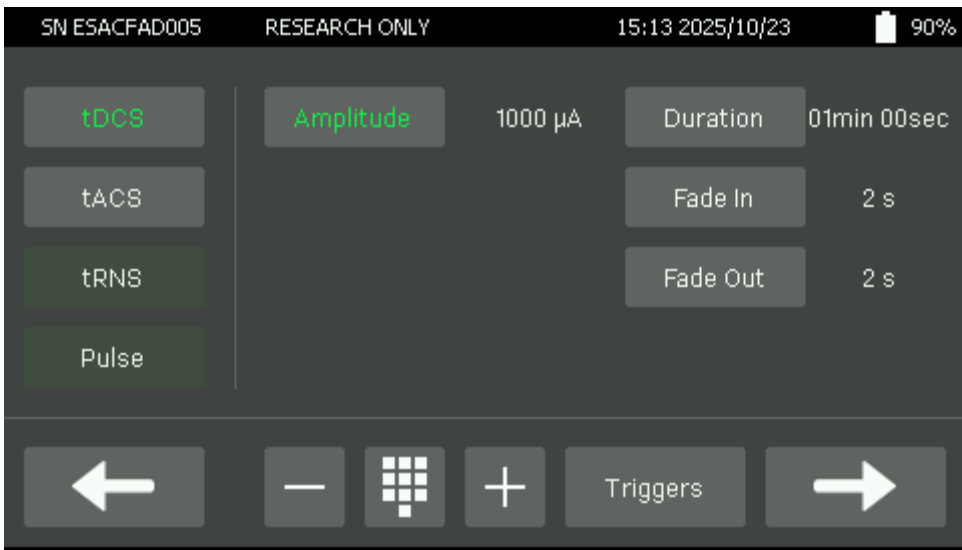 SN ESACFAD005 RESEARCH ONLY 15:13 2025/10/23 90%
tDCS Amplitude 1000 µA Duration 01min 00sec
tACS Fade In 2 s
tRNS Fade Out 2 s
Pulse
Triggers